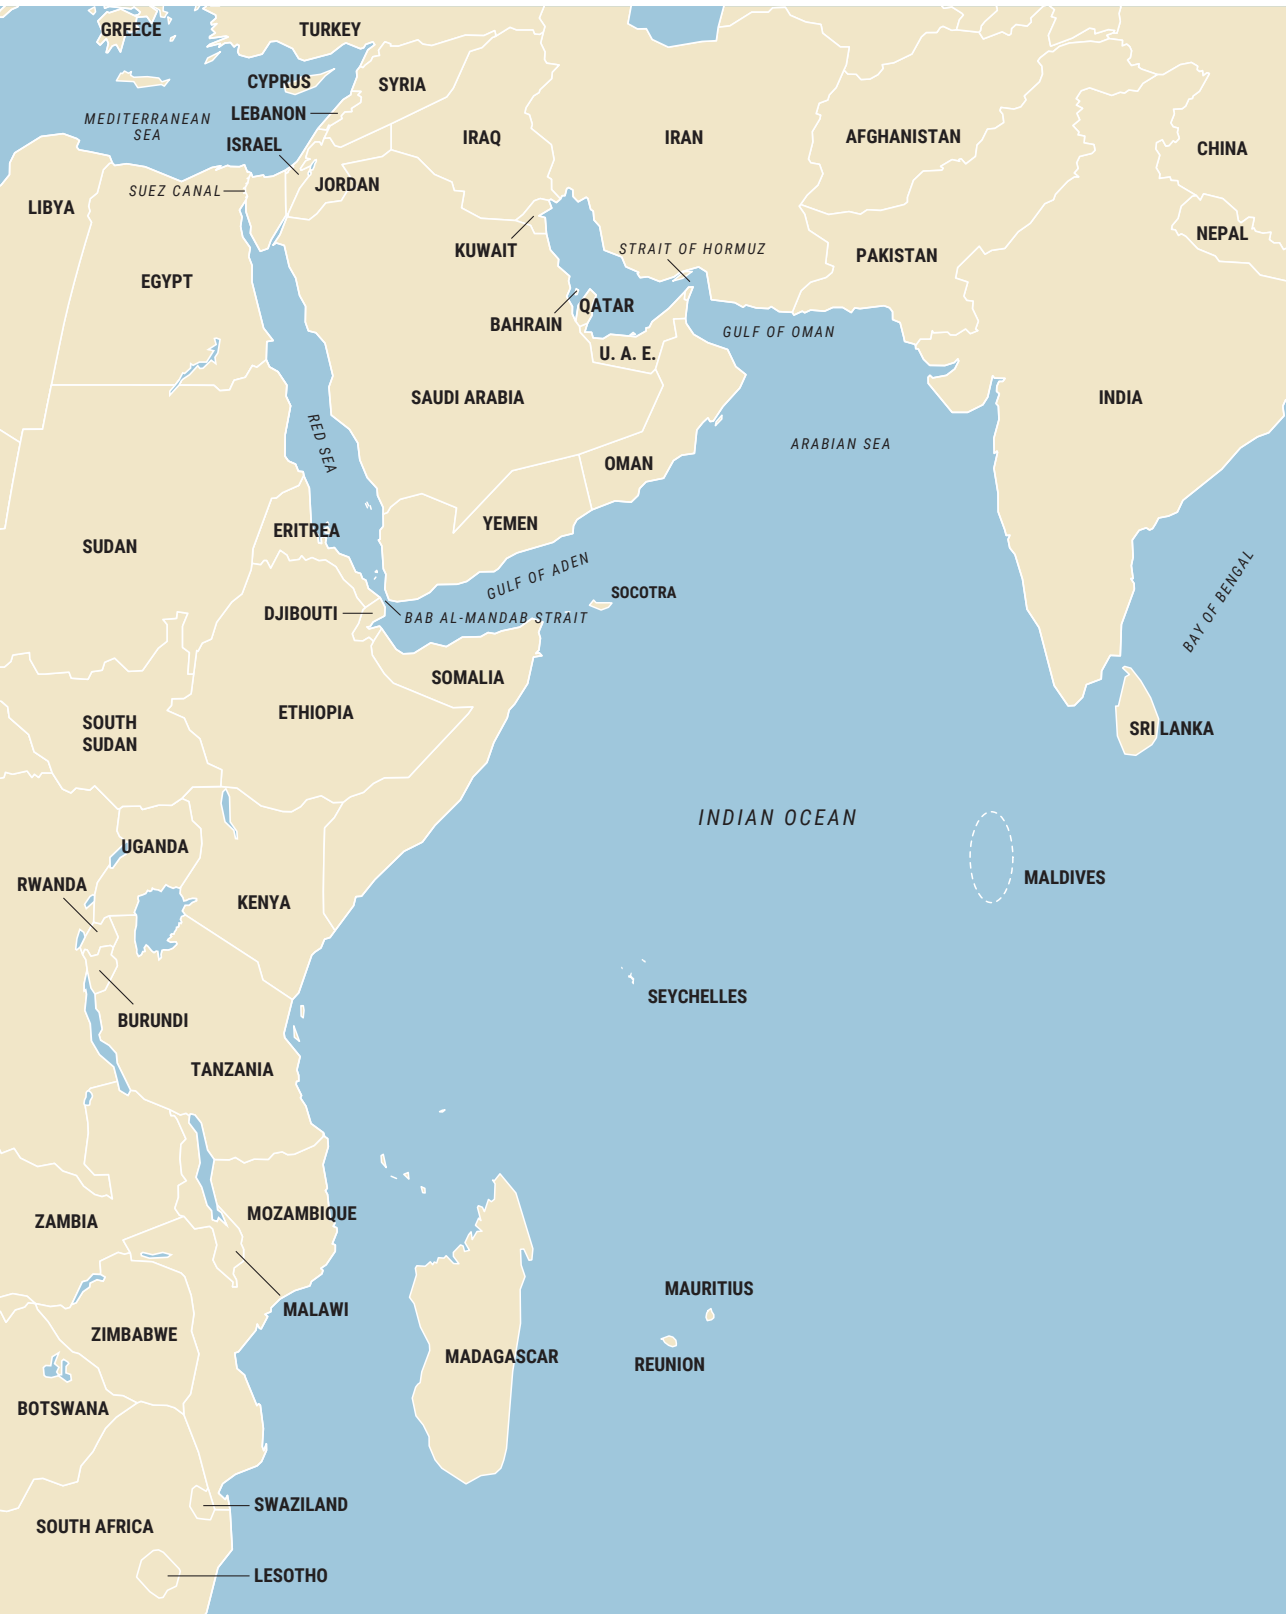 GREECE
TURKEY
CYPRUS
SYRIA
LEBANON
MEDITERRANEAN
SEA
ISRAEL
IRAQ
IRAN
AFGHANISTAN
CHINA
SUEZ CANAL
JORDAN
LIBYA
KUWAIT
STRAIT OF HORMUZ
PAKISTAN
NEPAL
EGYPT
QATAR
BAHRAIN
GULF OF OMAN
U. A. E.
SAUDI ARABIA
INDIA
RED SEA
ARABIAN SEA
OMAN
ERITREA
YEMEN
SUDAN
GULF OF ADEN
SOCOTRA
BAY OF BENGAL
DJIBOUTI
BAB AL-MANDAB STRAIT
SOMALIA
ETHIOPIA
SOUTH
SUDAN
SRI LANKA
INDIAN OCEAN
UGANDA
RWANDA
KENYA
MALDIVES
SEYCHELLES
BURUNDI
TANZANIA
ZAMBIA
MOZAMBIQUE
MAURITIUS
MALAWI
ZIMBABWE
MADAGASCAR
REUNION
BOTSWANA
SWAZILAND
SOUTH AFRICA
LESOTHO